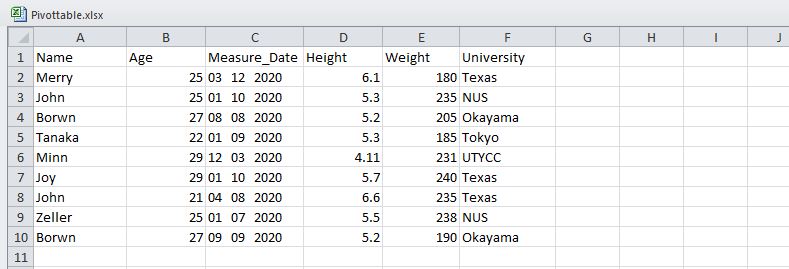 Pivottable.xlsx
A B C D E F G H I J
1 Name Age Measure_Date Height Weight University
2 Merry 25 03 12 2020 6.1 180 Texas
3 John 25 01 10 2020 5.3 235 NUS
4 Borwn 27 08 08 2020 5.2 205 Okayama
5 Tanaka 22 01 09 2020 5.3 185 Tokyo
6 Minn 29 12 03 2020 4.11 231 UTYCC
7 Joy 29 01 10 2020 5.7 240 Texas
8 John 21 04 08 2020 6.6 235 Texas
9 Zeller 25 01 07 2020 5.5 238 NUS
10 Borwn 27 09 09 2020 5.2 190 Okayama
11